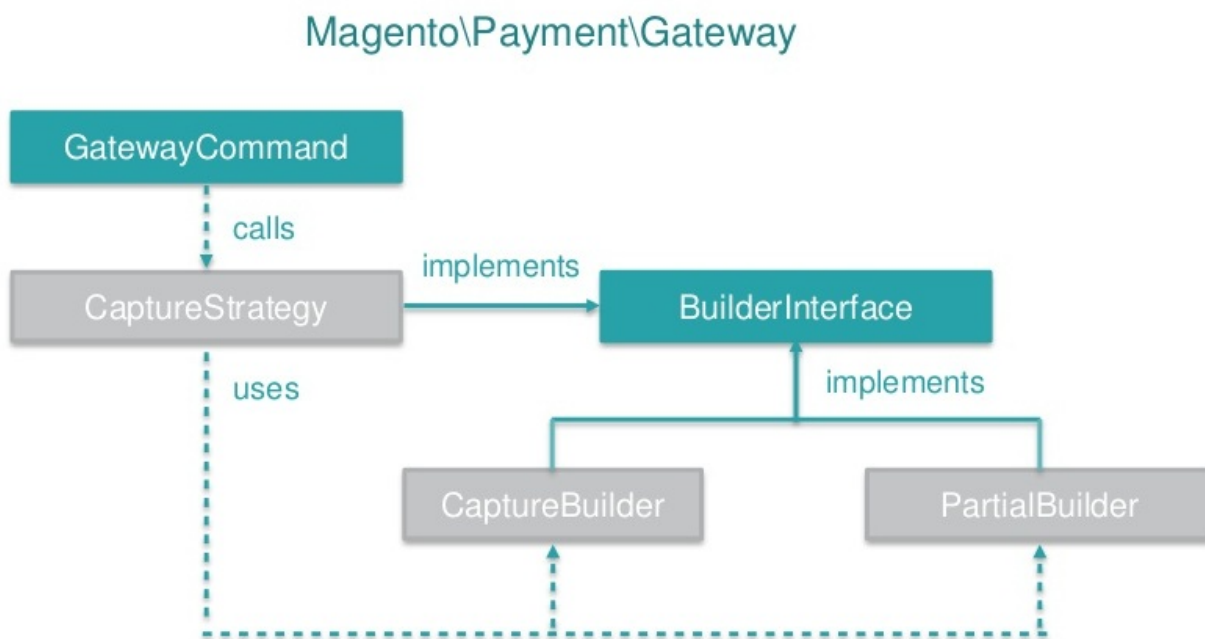 Magento\Payment\Gateway
GatewayCommand
calls
CaptureStrategy
implements
BuilderInterface
uses
implements
CaptureBuilder
PartialBuilder